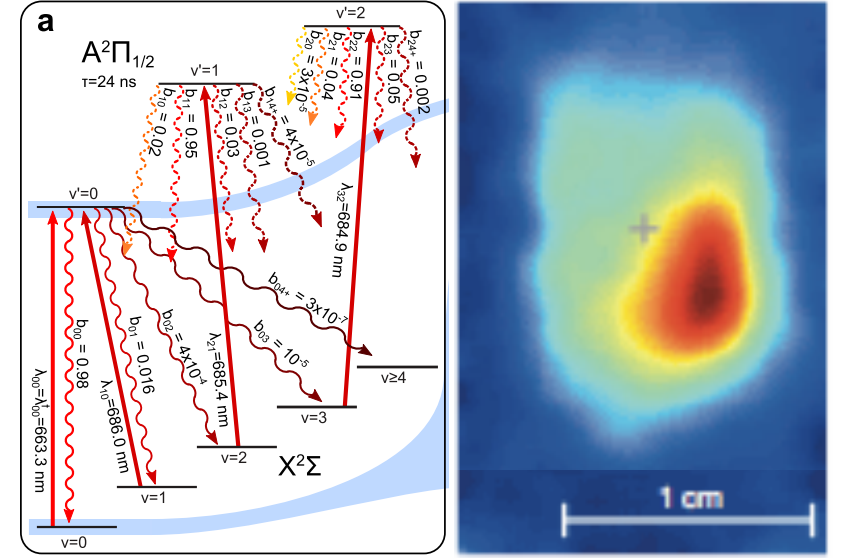 a
A²Π₁/₂
τ=24 ns
v'=2
b₂₀ = 3x10⁻⁵
b₂₁ = 0.04
b₂₂ = 0.91
b₂₃ = 0.05
b₂₄₊ = 0.002
v'=1
b₁₀ = 0.02
b₁₁ = 0.95
b₁₂ = 0.03
b₁₃ = 0.001
b₁₄₊ = 4x10⁻⁵
v'=0
λ₀₀=λ†₀₀=663.3 nm
b₀₀ = 0.98
λ₁₀=686.0 nm
b₀₁ = 0.016
b₀₂ = 4x10⁻⁴
λ₂₁=685.4 nm
b₀₃ = 10⁻⁵
b₀₄₊ = 3x10⁻⁷
λ₃₂=684.9 nm
v≥4
v=3
v=2
X²Σ
v=1
v=0
1 cm